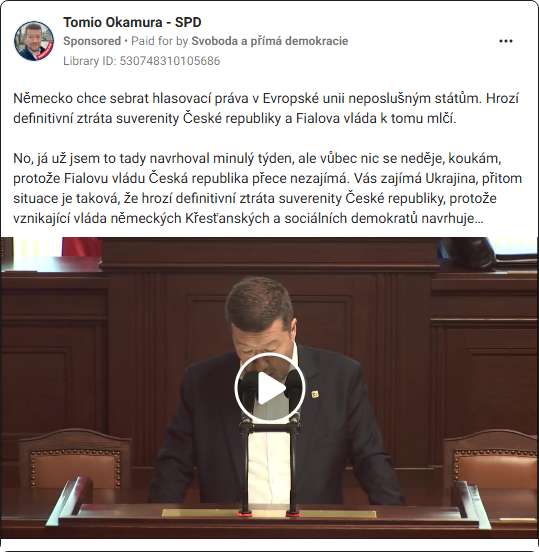 Tomio Okamura - SPD
Sponsored • Paid for by Svoboda a přímá demokracie
Library ID: 530748310105686
Německo chce sebrat hlasovací práva v Evropské unii neposlušným státům. Hrozí
definitivní ztráta suverenity České republiky a Fialova vláda k tomu mlčí.
No, já už jsem to tady navrhoval minulý týden, ale vůbec nic se neděje, koukám,
protože Fialovu vládu Česká republika přece nezajímá. Vás zajímá Ukrajina, přitom
situace je taková, že hrozí definitivní ztráta suverenity České republiky, protože
vznikající vláda německých Křesťanských a sociálních demokratů navrhuje…